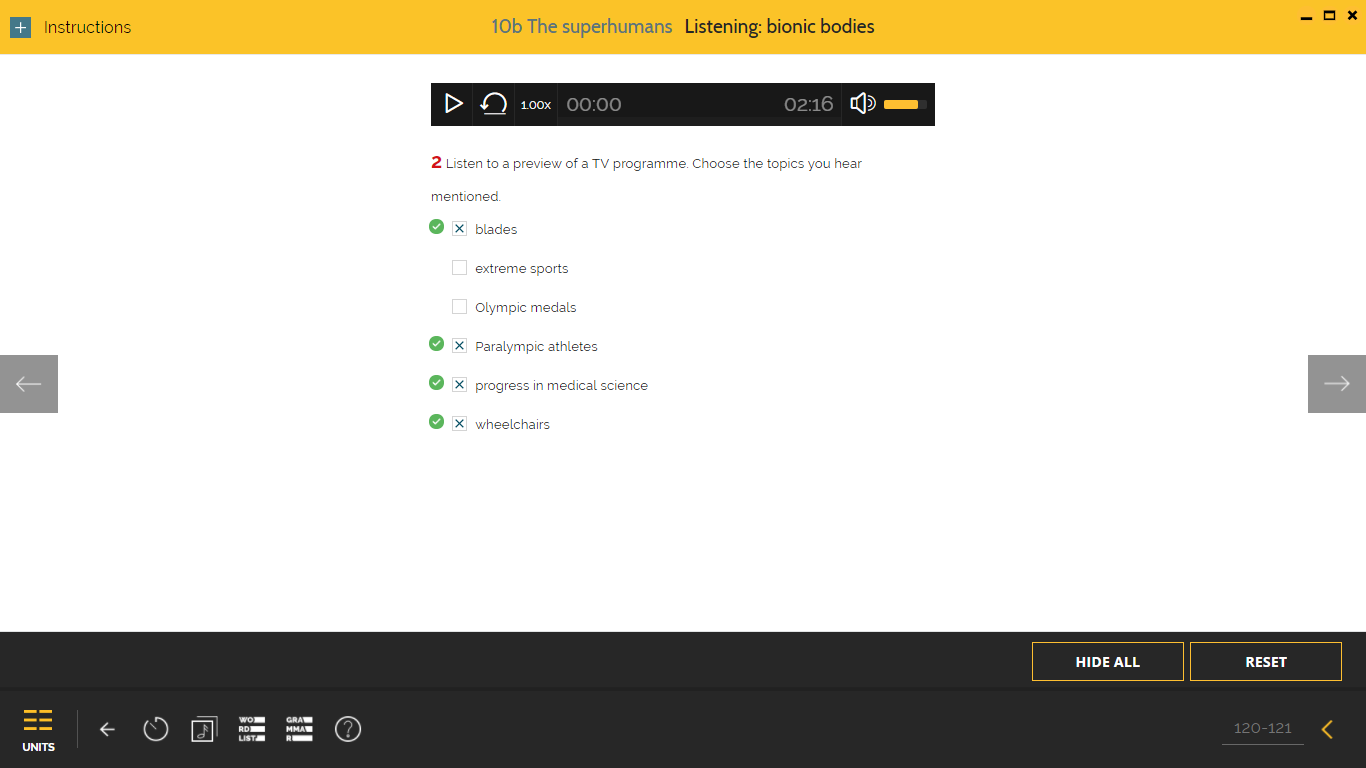 Instructions
10b The superhumans Listening: bionic bodies
1.00x 00:00 02:16
2 Listen to a preview of a TV programme. Choose the topics you hear
mentioned.
blades
extreme sports
Olympic medals
Paralympic athletes
progress in medical science
wheelchairs
HIDE ALL RESET
WO
RD
LIST
GRA
MMA
R
UNITS
120-121